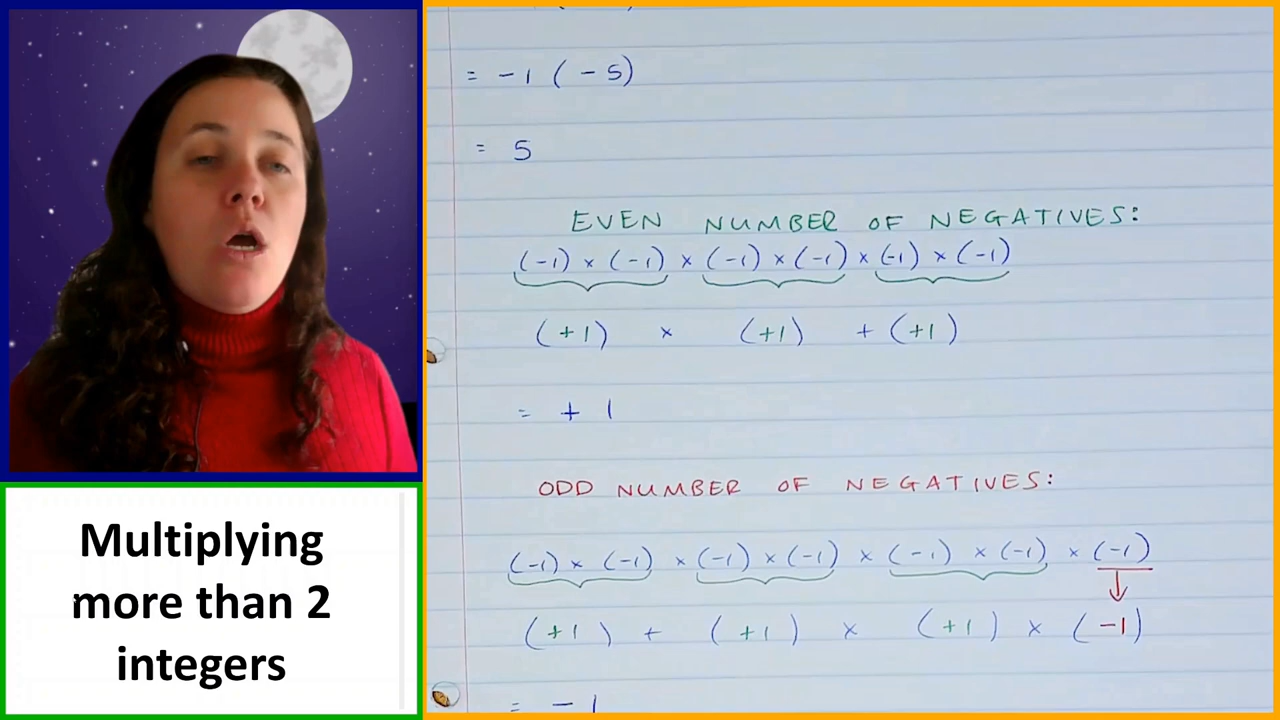 = -1 (-5)
= 5
EVEN NUMBER OF NEGATIVES:
(-1) × (-1) × (-1) × (-1) × (-1) × (-1)
(+1) × (+1) + (+1)
= + 1
ODD NUMBER OF NEGATIVES:
(-1) × (-1) × (-1) × (-1) × (-1) × (-1) × (-1)
(+1) + (+1) × (+1) × (-1)
= -1
Multiplying
more than 2
integers